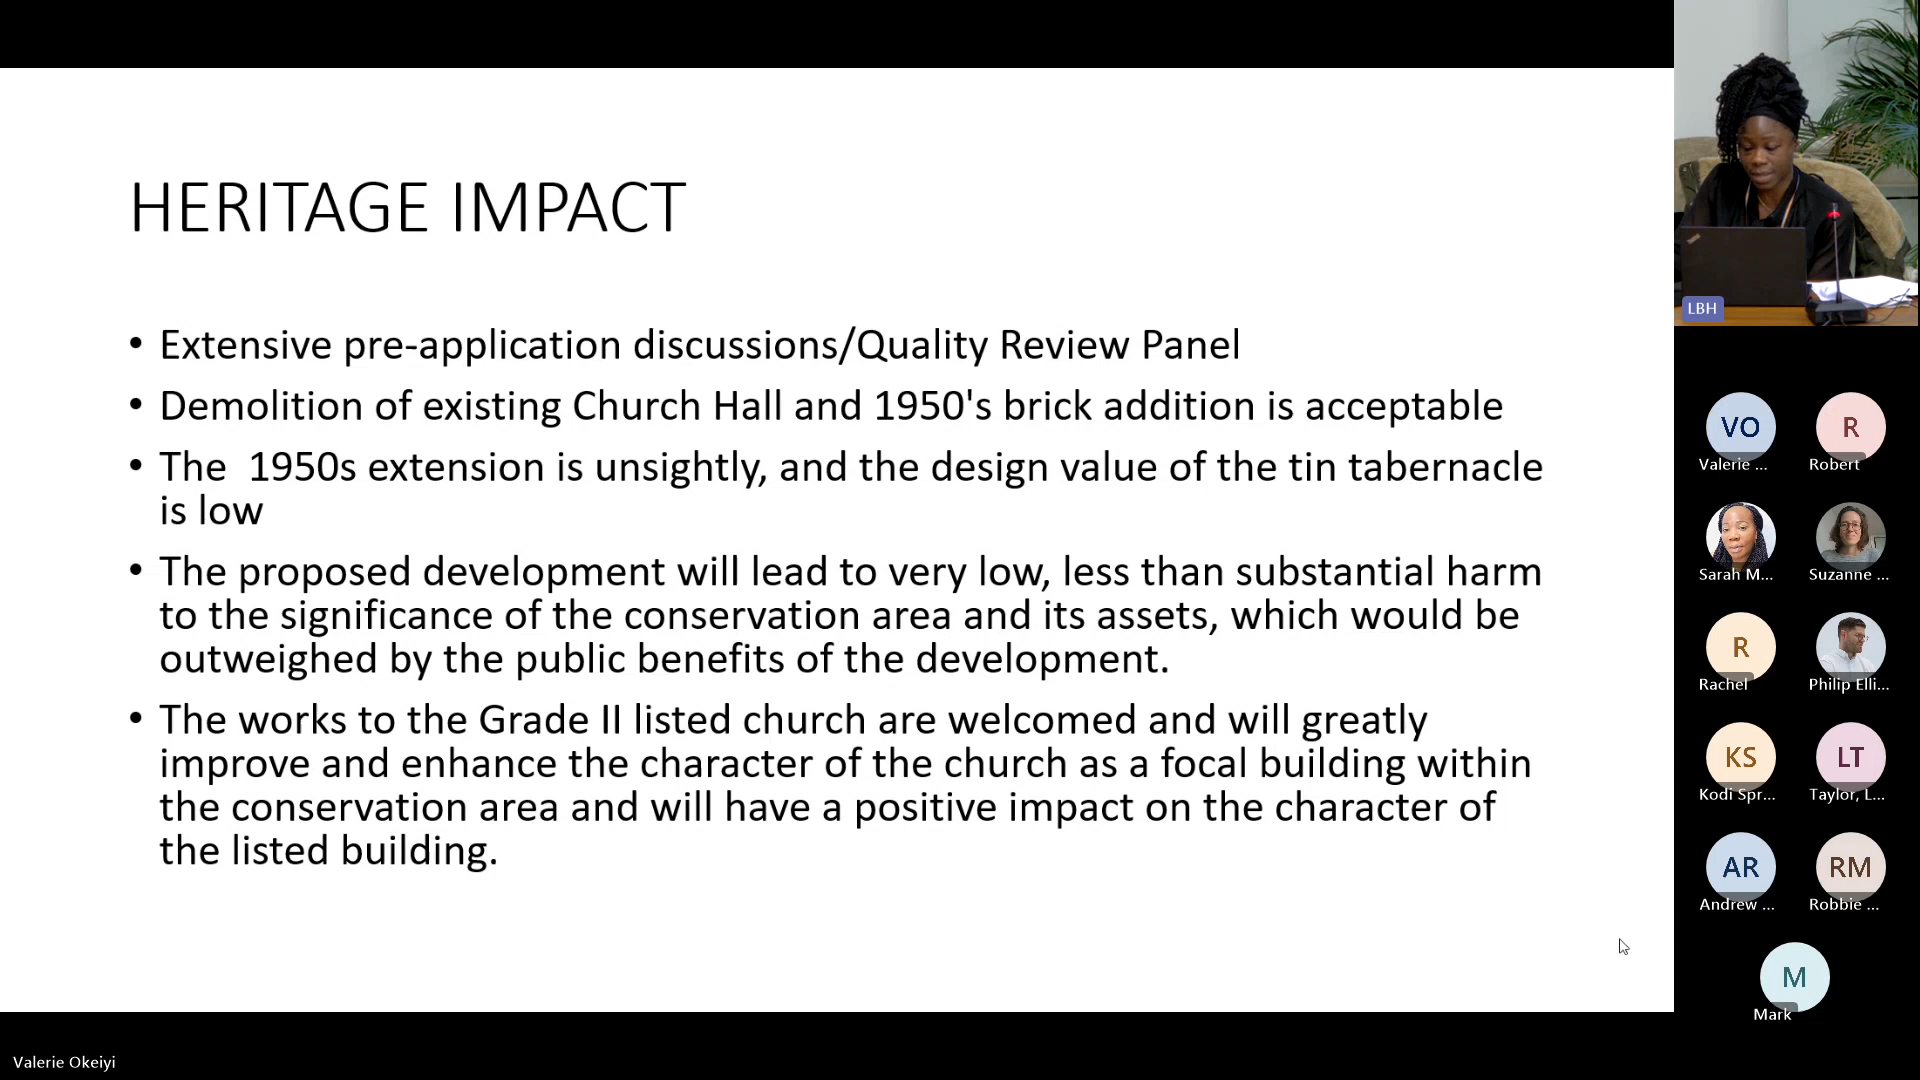 HERITAGE IMPACT
• Extensive pre-application discussions/Quality Review Panel
• Demolition of existing Church Hall and 1950's brick addition is acceptable
• The  1950s extension is unsightly, and the design value of the tin tabernacle
is low
• The proposed development will lead to very low, less than substantial harm
to the significance of the conservation area and its assets, which would be
outweighed by the public benefits of the development.
• The works to the Grade II listed church are welcomed and will greatly
improve and enhance the character of the church as a focal building within
the conservation area and will have a positive impact on the character of
the listed building.
LBH
VO
Valerie ...
R
Robert
Sarah M...
Suzanne ...
R
Rachel
Philip Elli...
KS
Kodi Spr...
LT
Taylor, L...
AR
Andrew ...
RM
Robbie ...
M
Mark
Valerie Okeiyi